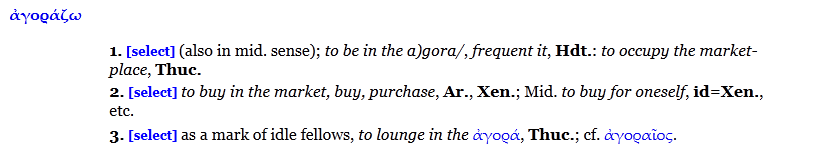 ἀγοράζω
1. [select] (also in mid. sense); to be in the a)gora/, frequent it, Hdt.: to occupy the market-
place, Thuc.
2. [select] to buy in the market, buy, purchase, Ar., Xen.; Mid. to buy for oneself, id=Xen.,
etc.
3. [select] as a mark of idle fellows, to lounge in the ἀγορά, Thuc.; cf. ἀγοραῖος.